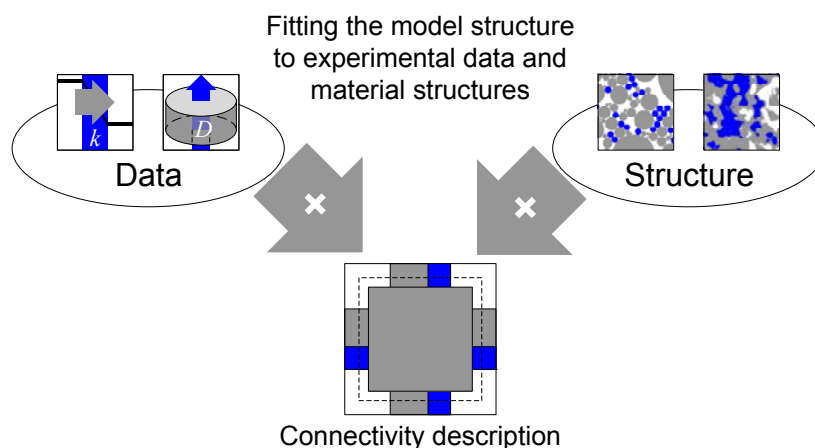 Fitting the model structure
to experimental data and
material structures
k
D
Data
Structure
Connectivity description